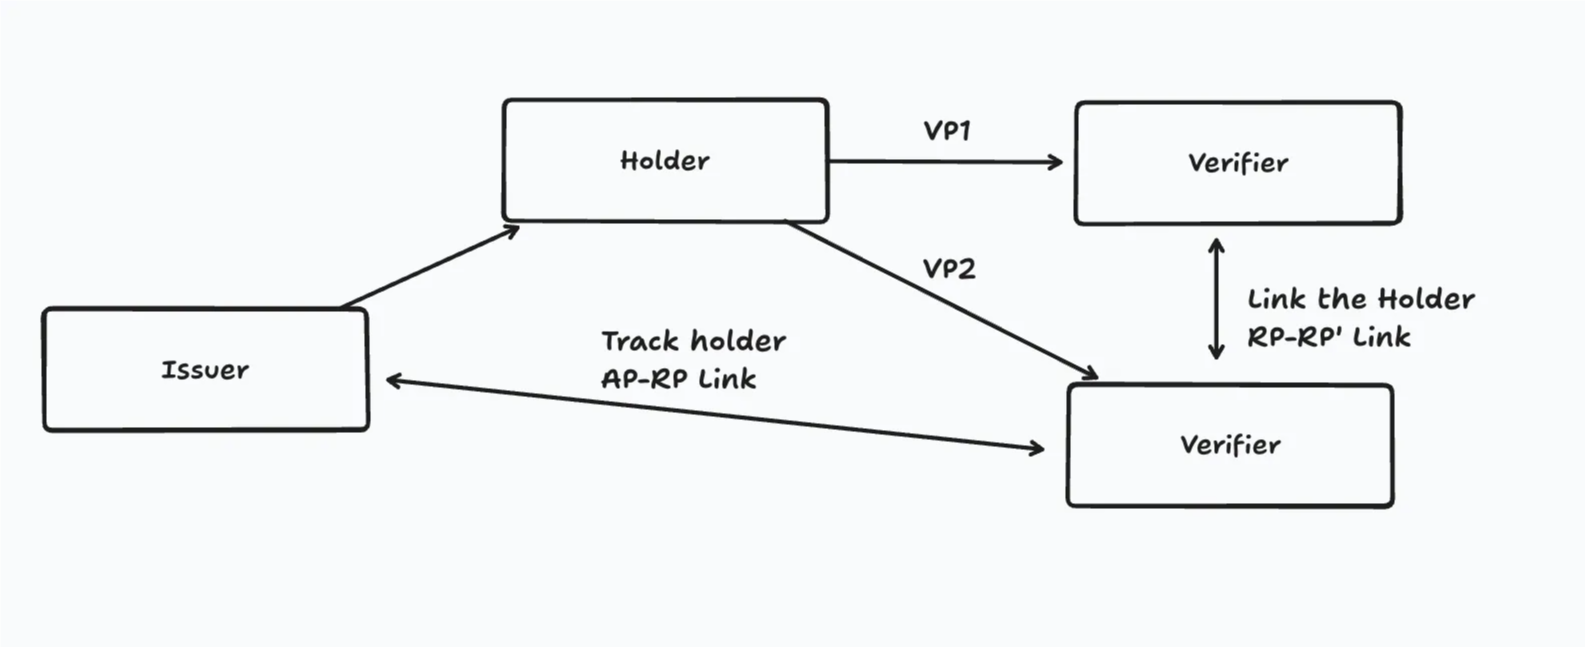 Holder
VP1
Verifier
VP2
Link the Holder
RP-RP' Link
Track holder
AP-RP Link
Issuer
Verifier